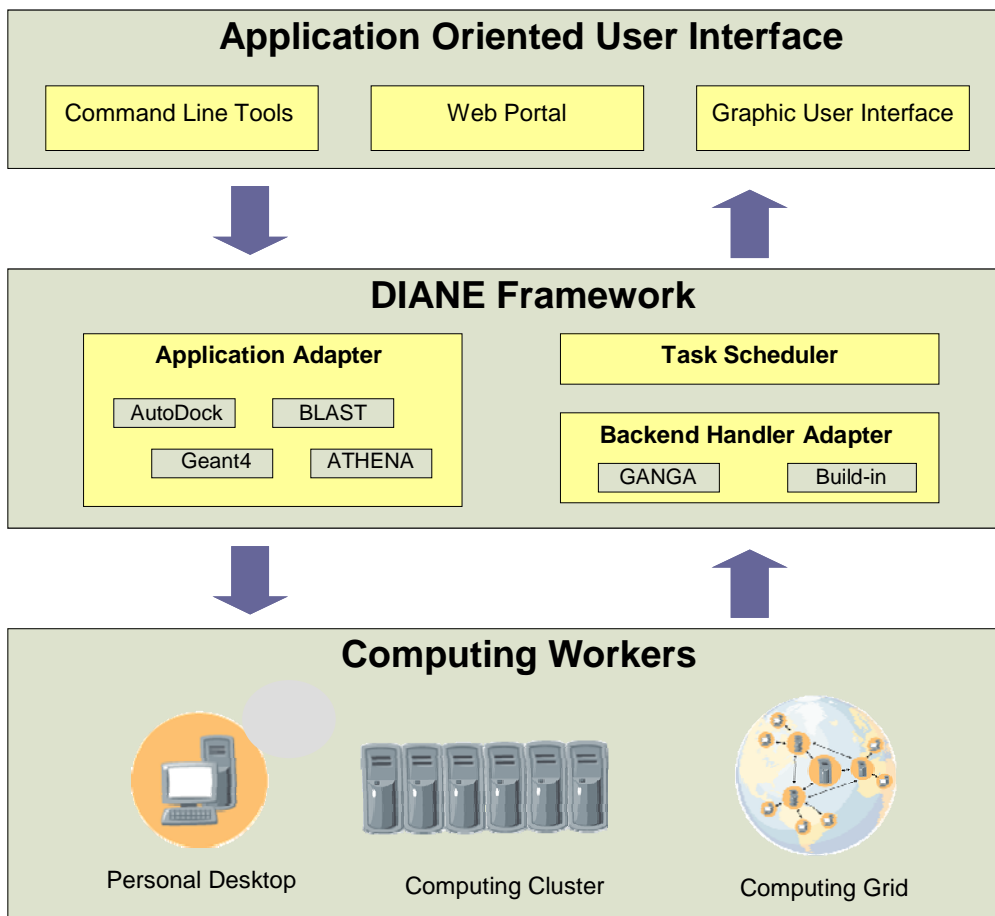 Application Oriented User Interface
Command Line Tools
Web Portal
Graphic User Interface
DIANE Framework
Application Adapter
AutoDock
BLAST
Geant4
ATHENA
Task Scheduler
Backend Handler Adapter
GANGA
Build-in
Computing Workers
Personal Desktop
Computing Cluster
Computing Grid